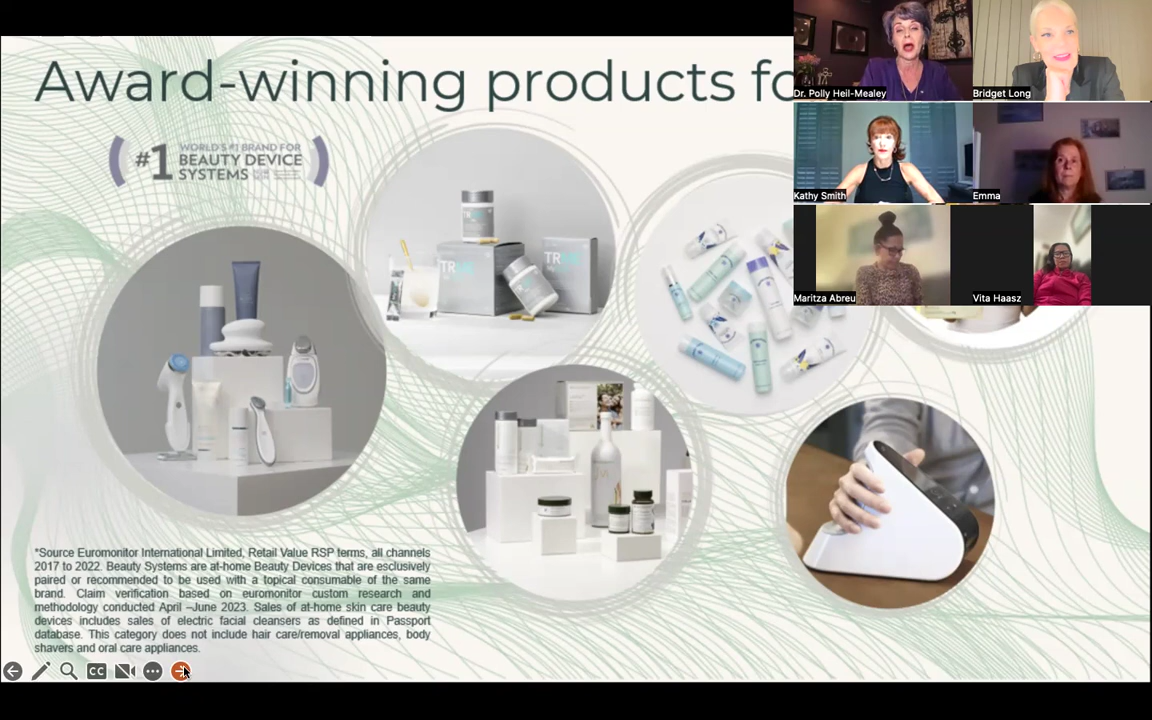 Award-winning products fo
#1
WORLD'S #1 BRAND FOR
BEAUTY DEVICE
SYSTEMS
TR
TR
TR
*Source Euromonitor International Limited, Retail Value RSP terms, all channels
2017 to 2022. Beauty Systems are at-home Beauty Devices that are esclusively
paired or recommended to be used with a topical consumable of the same
brand. Claim verification based on euromonitor custom research and
methodology conducted April –June 2023. Sales of at-home skin care beauty
devices includes sales of electric facial cleansers as defined in Passport
database. This category does not include hair care/removal appliances, body
shavers and oral care appliances.
CC
Dr. Polly Heil-Mealey
Bridget Long
Kathy Smith
Emma
Maritza Abreu
Vita Haasz